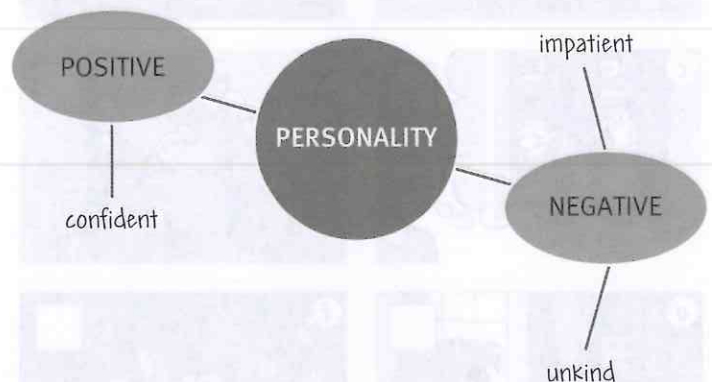 POSITIVE
confident
PERSONALITY
impatient
NEGATIVE
unkind